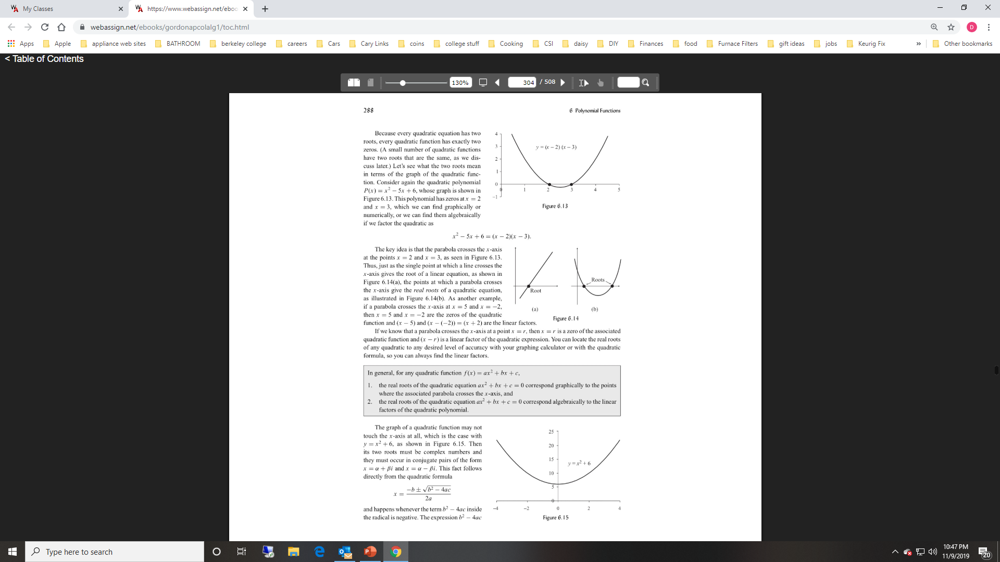 My Classes
https://www.webassign.net/eboo
webassign.net/ebooks/gordonapcolalg1/toc.html
D
Apps Apple appliance web sites BATHROOM berkeley college careers Cars Cary Links coins college stuff Cooking CSI daisy DIY Finances food Furnace Filters gift ideas jobs Keurig Fix » Other bookmarks
< Table of Contents
130% 304 / 508
288 6 Polynomial Functions
Because every quadratic equation has two
roots, every quadratic function has exactly two
zeros. (A small number of quadratic functions
have two roots that are the same, as we dis-
cuss later.) Let's see what the two roots mean
in terms of the graph of the quadratic func-
tion. Consider again the quadratic polynomial
P(x) = x² − 5x + 6, whose graph is shown in
Figure 6.13. This polynomial has zeros at x = 2
and x = 3, which we can find graphically or
numerically, or we can find them algebraically
if we factor the quadratic as
4
3
2
1
0
−1
y = (x − 2) (x − 3)
0 1 2 3 4 5
Figure 6.13
x² − 5x + 6 = (x − 2)(x − 3).
The key idea is that the parabola crosses the x-axis
at the points x = 2 and x = 3, as seen in Figure 6.13.
Thus, just as the single point at which a line crosses the
x-axis gives the root of a linear equation, as shown in
Figure 6.14(a), the points at which a parabola crosses
the x-axis give the real roots of a quadratic equation,
as illustrated in Figure 6.14(b). As another example,
if a parabola crosses the x-axis at x = 5 and x = −2,
then x = 5 and x = −2 are the zeros of the quadratic
function and (x − 5) and (x − (−2)) = (x + 2) are the linear factors.
Root
Roots
(a) (b)
Figure 6.14
If we know that a parabola crosses the x-axis at a point x = r, then x = r is a zero of the associated
quadratic function and (x − r) is a linear factor of the quadratic expression. You can locate the real roots
of any quadratic to any desired level of accuracy with your graphing calculator or with the quadratic
formula, so you can always find the linear factors.
In general, for any quadratic function f(x) = ax² + bx + c,
1. the real roots of the quadratic equation ax² + bx + c = 0 correspond graphically to the points
where the associated parabola crosses the x-axis, and
2. the real roots of the quadratic equation ax² + bx + c = 0 correspond algebraically to the linear
factors of the quadratic polynomial.
The graph of a quadratic function may not
touch the x-axis at all, which is the case with
y = x² + 6, as shown in Figure 6.15. Then
its two roots must be complex numbers and
they must occur in conjugate pairs of the form
x = α + βi and x = α − βi. This fact follows
directly from the quadratic formula
x = −b ± √b² − 4ac
2a
and happens whenever the term b² − 4ac inside
the radical is negative. The expression b² − 4ac
25
20
15
10
5
0
y = x² + 6
−4 −2 0 2 4
Figure 6.15
Type here to search
10:47 PM
11/9/2019
20